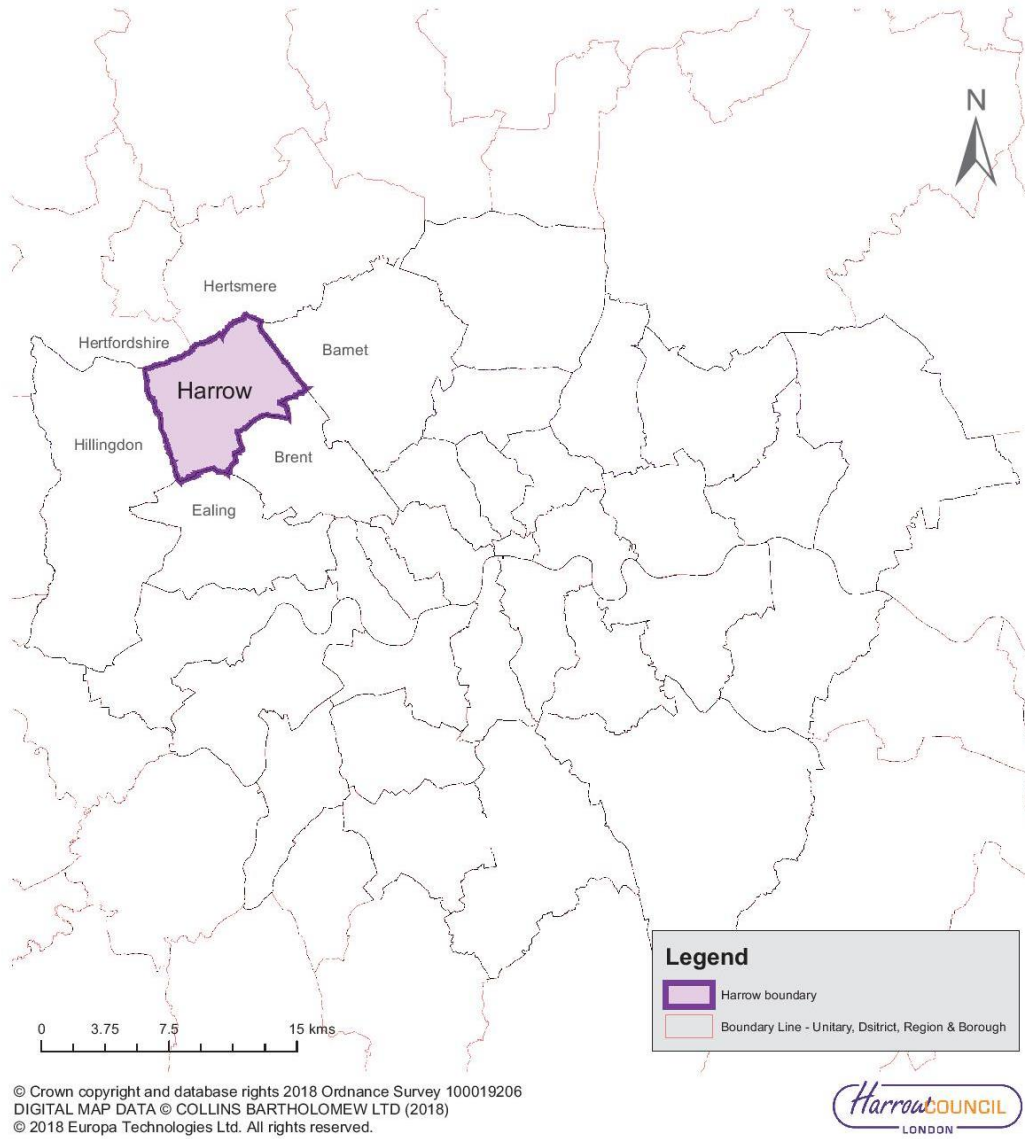 N
Hertsmere
Hertfordshire
Barnet
Harrow
Hillingdon
Brent
Ealing
Legend
Harrow boundary
Boundary Line - Unitary, Dsitrict, Region & Borough
0 3.75 7.5 15 kms
© Crown copyright and database rights 2018 Ordnance Survey 100019206
DIGITAL MAP DATA © COLLINS BARTHOLOMEW LTD (2018)
© 2018 Europa Technologies Ltd. All rights reserved.
HarrowCOUNCIL
LONDON